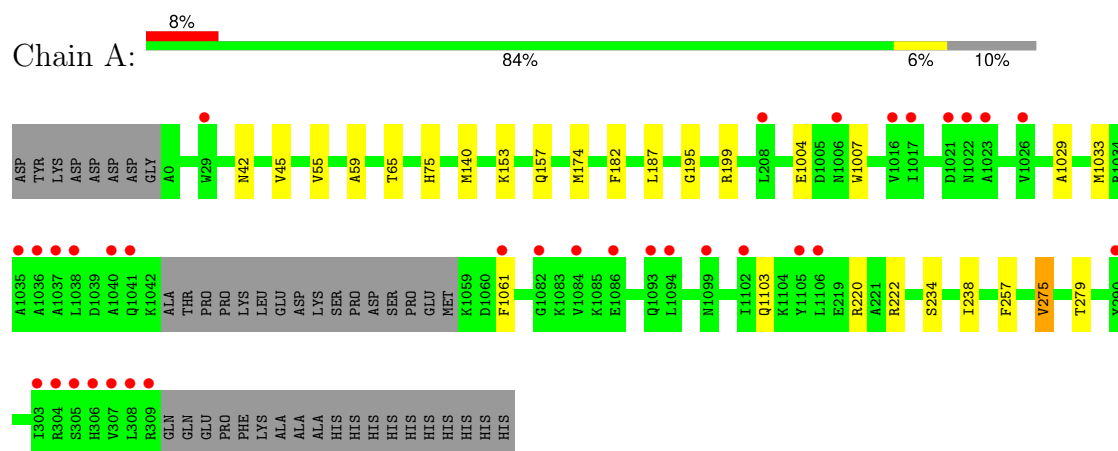 8%
Chain A:
84% 6% 10%
ASP TYR LYS ASP ASP ASP ASP GLY A0 W29 N42 V45 V55 A59 T65 H75 M140 K153 Q157 M174 F182 L187 G195 R199 L208 E1004 D1005 N1006 W1007 V1016 I1017 D1021 N1022 A1023 V1026 A1029 M1033 R1034
A1035 A1036 A1037 L1038 D1039 A1040 Q1041 K1042 ALA THR PRO PRO LYS LEU GLU ASP LYS SER PRO ASP SER PRO GLU MET K1059 D1060 F1061 G1082 K1083 V1084 K1085 E1086 Q1093 L1094 N1099 I1102 Q1103 K1104 Y1105 L1106 E219 R220 A221 R222 S234 I238 F257 V275 T279
I303 R304 S305 H306 V307 L308 R309 GLN GLN GLU PRO PHE LYS ALA ALA ALA HIS HIS HIS HIS HIS HIS HIS HIS HIS HIS